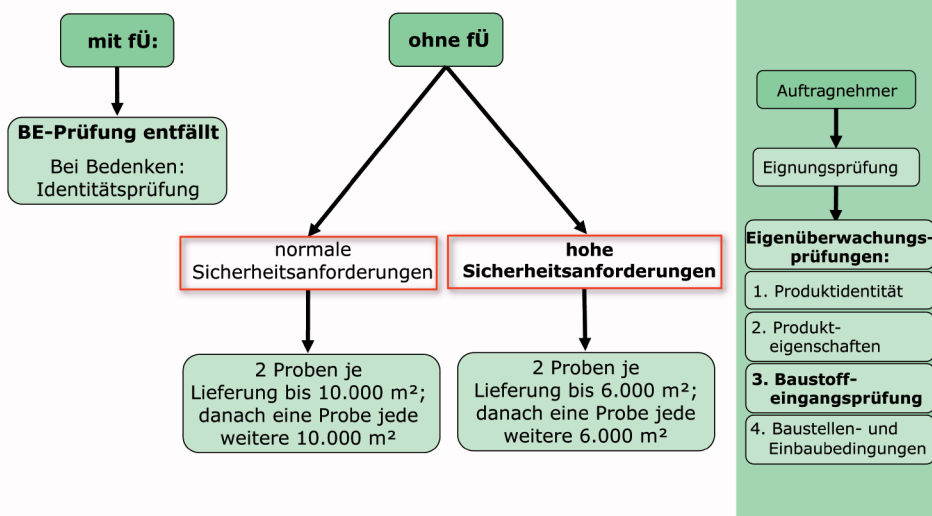 mit fÜ:
BE-Prüfung entfällt
Bei Bedenken:
Identitätsprüfung
ohne fÜ
normale
Sicherheitsanforderungen
hohe
Sicherheitsanforderungen
2 Proben je
Lieferung bis 10.000 m²;
danach eine Probe jede
weitere 10.000 m²
2 Proben je
Lieferung bis 6.000 m²;
danach eine Probe jede
weitere 6.000 m²
Auftragnehmer
Eignungsprüfung
Eigenüberwachungs-
prüfungen:
1. Produktidentität
2. Produkt-
eigenschaften
3. Baustoff-
eingangsprüfung
4. Baustellen- und
Einbaubedingungen